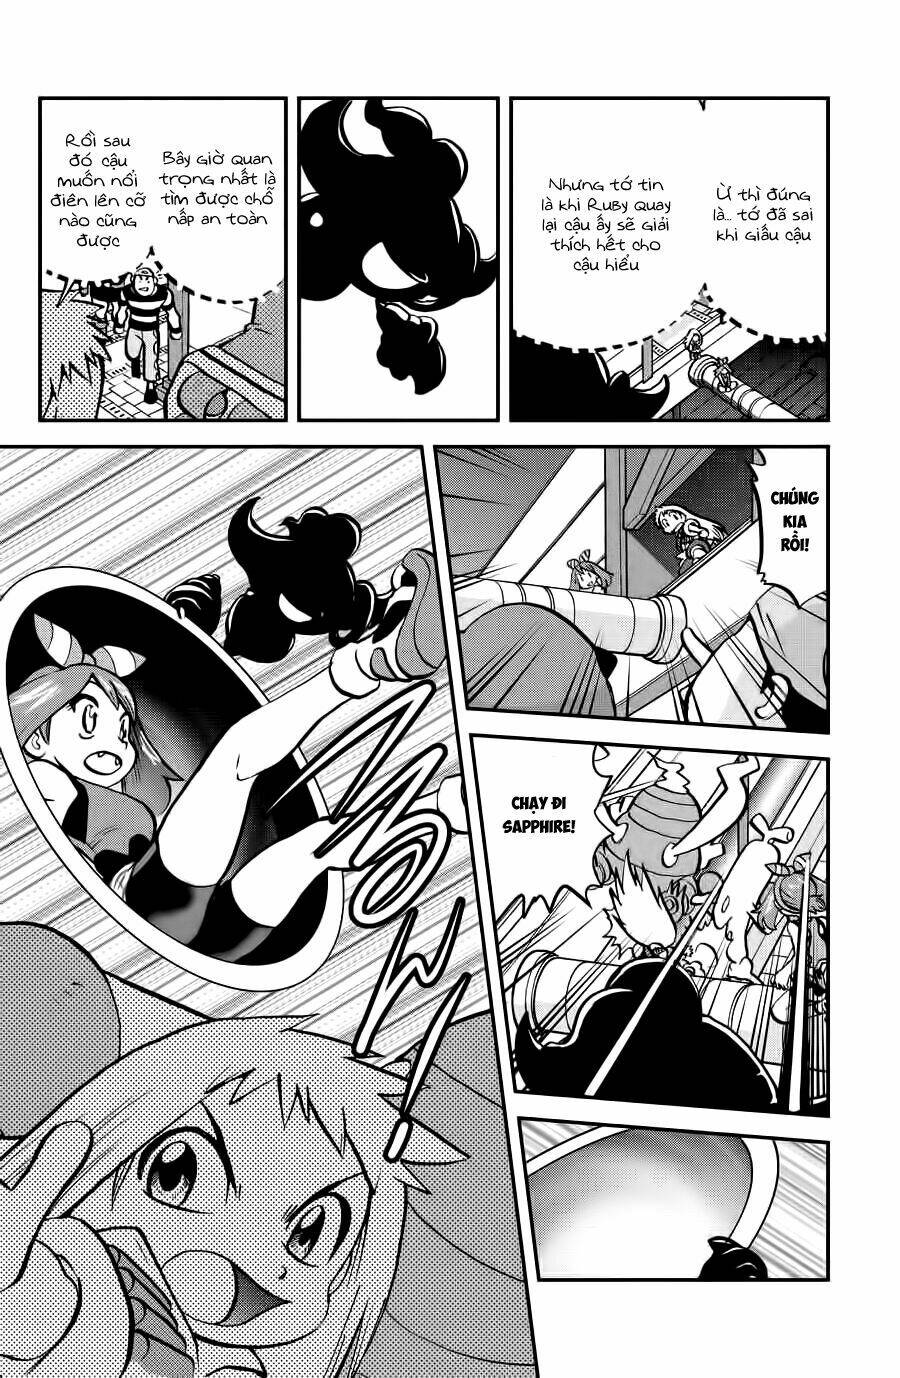 Ừ thì đúng
là... tớ đã sai
khi giấu cậu
Nhưng tớ tin
là khi Ruby quay
lại cậu ấy sẽ giải
thích hết cho
cậu hiểu
Bây giờ quan
trọng nhất là
tìm được chỗ
nấp an toàn
Rồi sau
đó cậu
muốn nổi
điên lên cỡ
nào cũng
được
CHÚNG
KIA
RỒI!
CHẠY ĐI
SAPPHIRE!